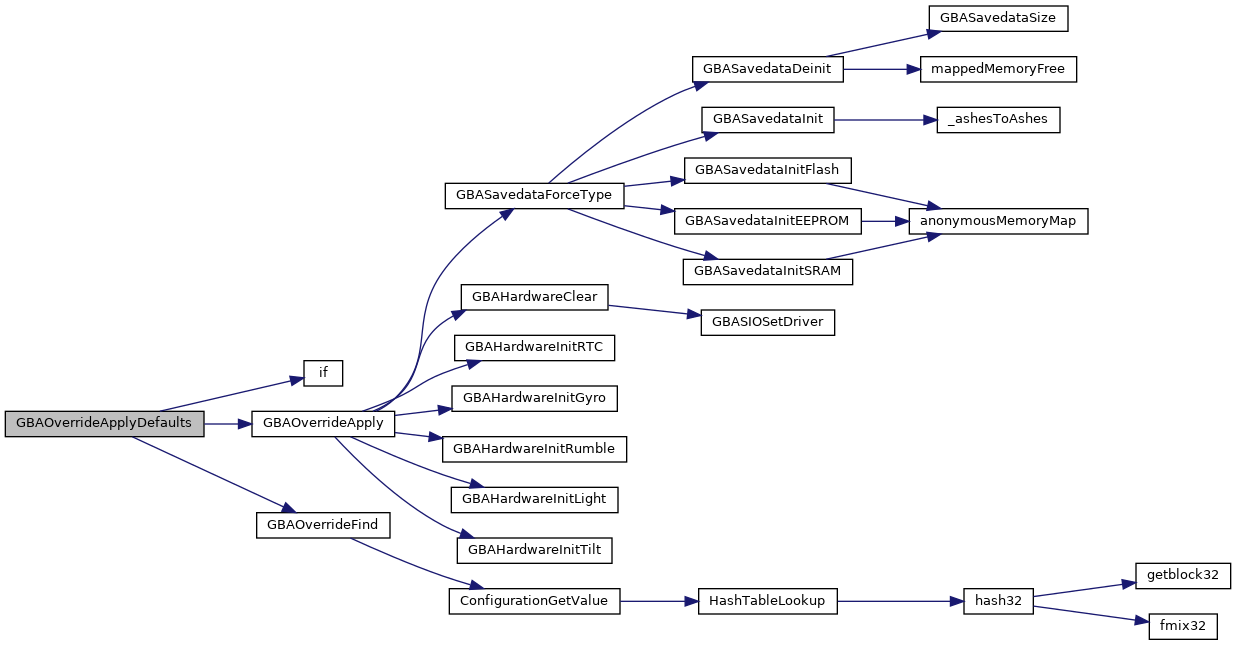 GBASavedataSize
GBASavedataDeinit
mappedMemoryFree
GBASavedataInit
_ashesToAshes
GBASavedataInitFlash
GBASavedataForceType
GBASavedataInitEEPROM
anonymousMemoryMap
GBASavedataInitSRAM
GBAHardwareClear
GBASIOSetDriver
GBAHardwareInitRTC
if
GBAHardwareInitGyro
GBAOverrideApplyDefaults
GBAOverrideApply
GBAHardwareInitRumble
GBAHardwareInitLight
GBAOverrideFind
GBAHardwareInitTilt
getblock32
ConfigurationGetValue
HashTableLookup
hash32
fmix32